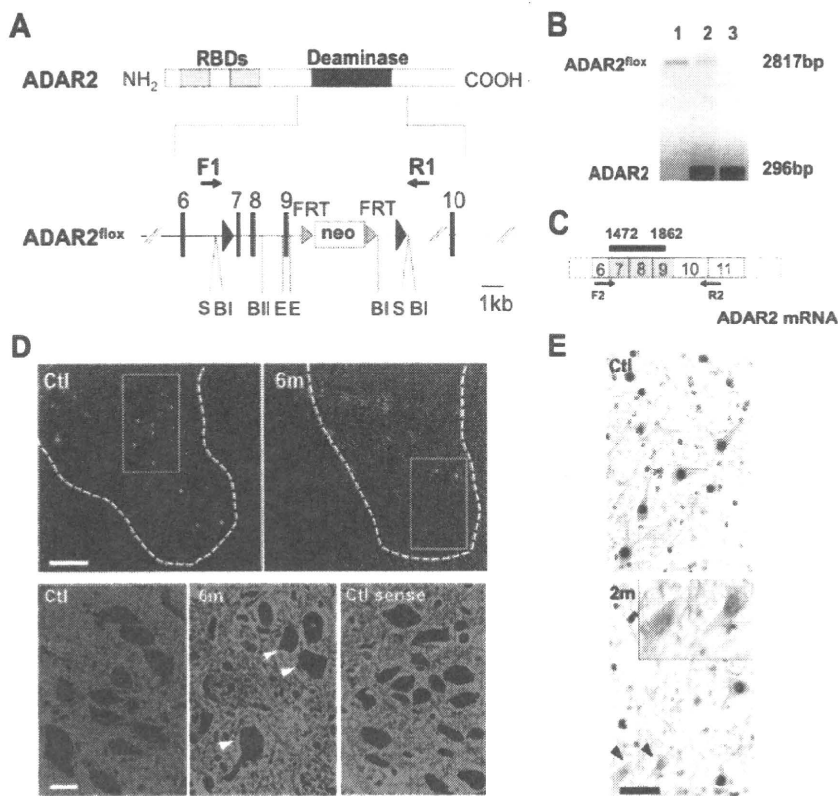 A
RBDs Deaminase
ADAR2 NH2 COOH
F1 R1
6 7 8 9 FRT neo FRT 10
ADAR2flox
S BI BII E E BI S BI
1kb
B
1 2 3
ADAR2flox 2817bp
ADAR2 296bp
C
1472 1862
6 7 8 9 10 11
F2 R2
ADAR2 mRNA
D
Ctl 6m
Ctl 6m Ctl sense
E
Ctl
2m